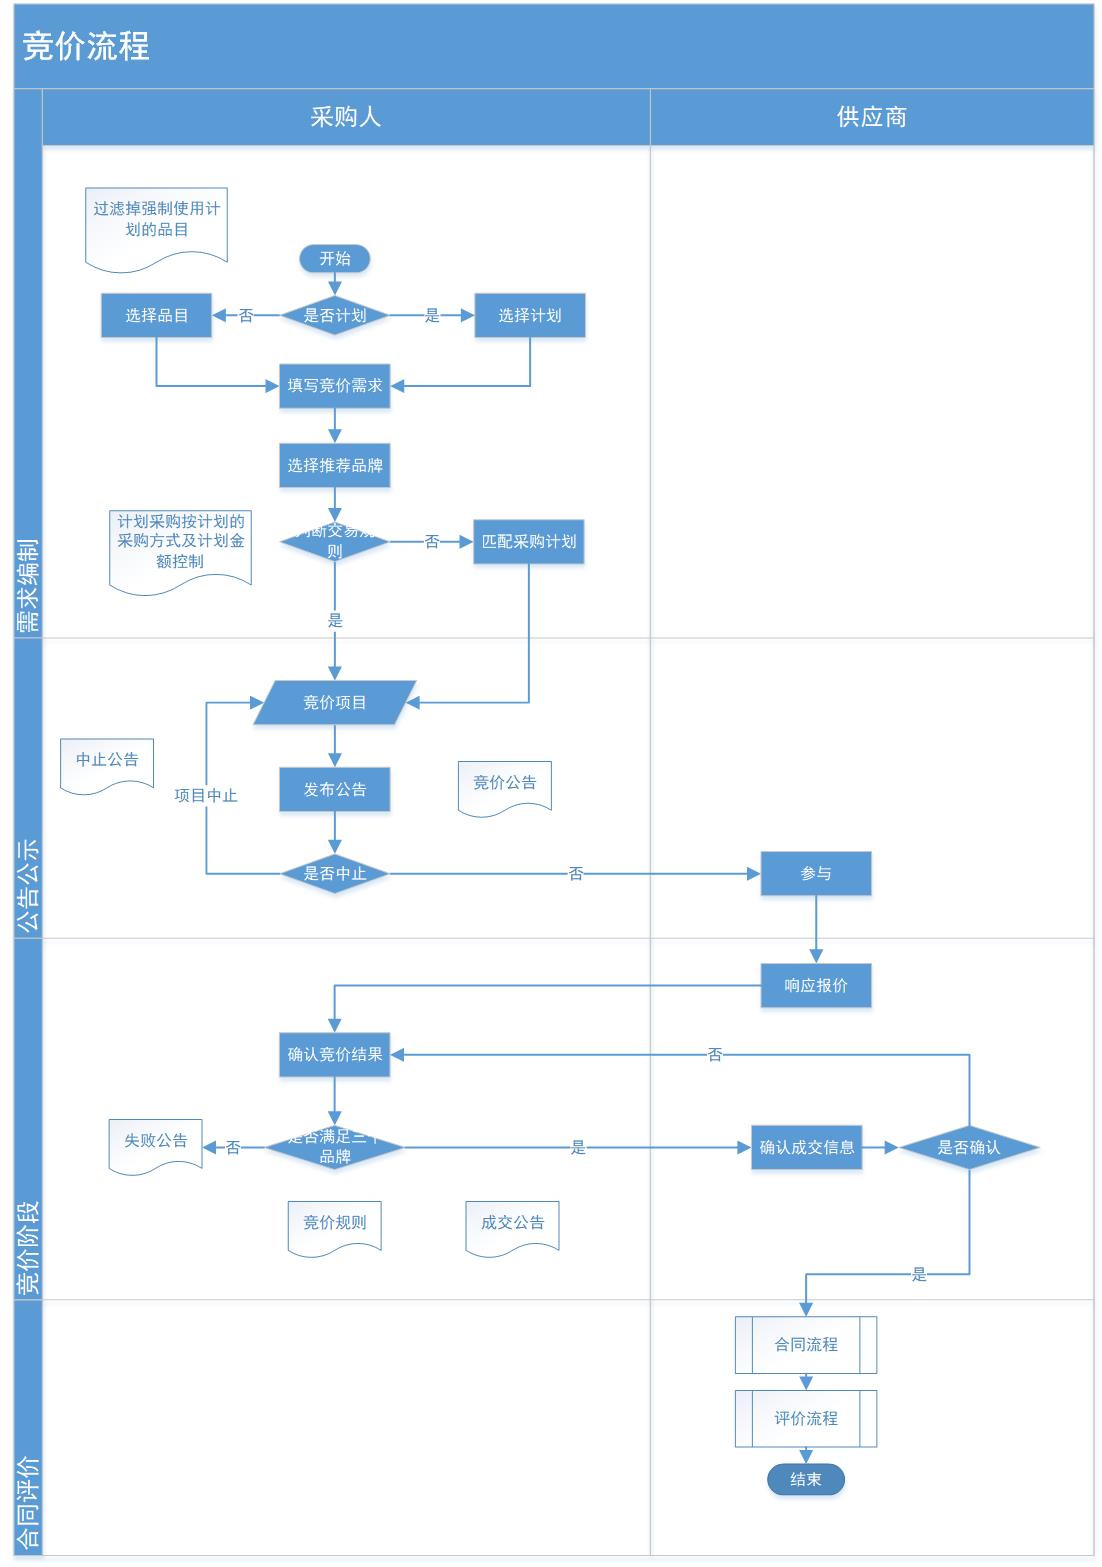 竞价流程
采购人
供应商
过滤掉强制使用计
划的品目
开始
选择品目
否
是否计划
是
选择计划
填写竞价需求
选择推荐品牌
计划采购按计划的
采购方式及计划金
额控制
判断交易规
则
否
匹配采购计划
是
需求编制
竞价项目
中止公告
项目中止
发布公告
竞价公告
是否中止
否
参与
公告公示
响应报价
确认竞价结果
否
失败公告
否
是否满足三个
品牌
是
确认成交信息
是否确认
竞价规则
成交公告
是
竞价阶段
合同流程
评价流程
结束
合同评价